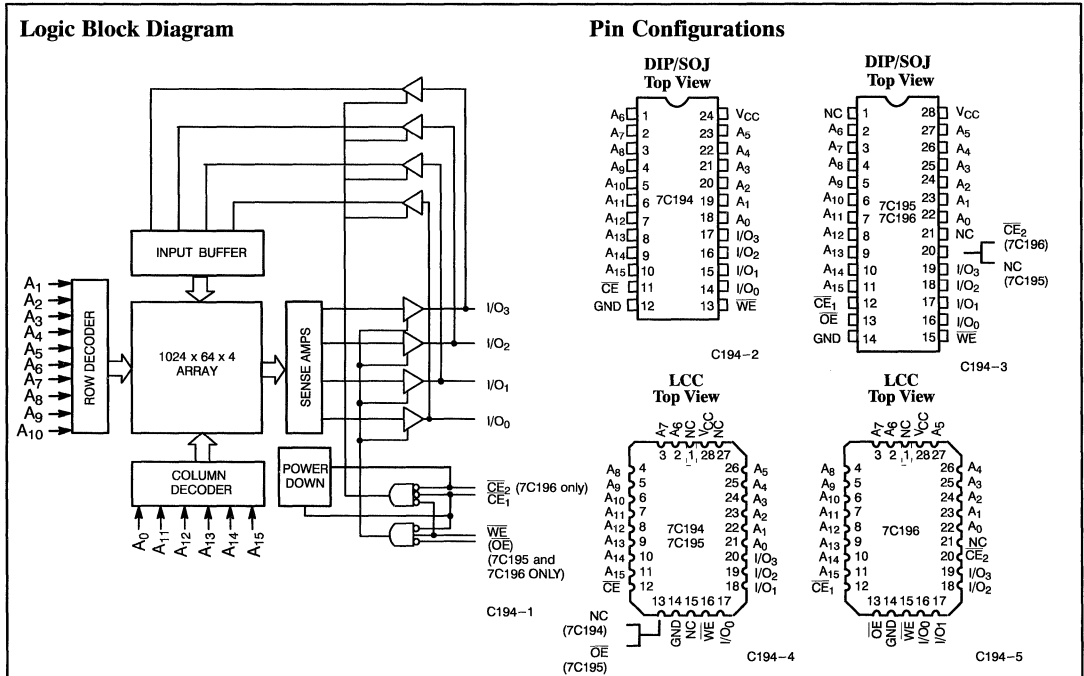 Logic Block Diagram
INPUT BUFFER
A1
A2
A3
A4
A5
A6
A7
A8
A9
A10
ROW DECODER
1024 x 64 x 4
ARRAY
SENSE AMPS
I/O3
I/O2
I/O1
I/O0
COLUMN
DECODER
POWER
DOWN
A0
A11
A12
A13
A14
A15
CE2 (7C196 only)
CE1
WE
(OE)
(7C195 and
7C196 ONLY)
C194-1
Pin Configurations
DIP/SOJ
Top View
A6 1 24 VCC
A7 2 23 A5
A8 3 22 A4
A9 4 21 A3
A10 5 20 A2
A11 6 7C194 19 A1
A12 7 18 A0
A13 8 17 I/O3
A14 9 16 I/O2
A15 10 15 I/O1
CE 11 14 I/O0
GND 12 13 WE
C194-2
DIP/SOJ
Top View
NC 1 28 VCC
A6 2 27 A5
A7 3 26 A4
A8 4 25 A3
A9 5 24 A2
A10 6 7C195 23 A1
A11 7 7C196 22 A0
A12 8 21 NC
A13 9 20
A14 10 19 I/O3
A15 11 18 I/O2
CE1 12 17 I/O1
OE 13 16 I/O0
GND 14 15 WE
CE2
(7C196)
NC
(7C195)
C194-3
LCC
Top View
A7 A6 NC VCC NC
3 2 1 28 27
A8 4 26 A5
A9 5 25 A4
A10 6 24 A3
A11 7 23 A2
A12 8 7C194 22 A1
A13 9 7C195 21 A0
A14 10 20 I/O3
A15 11 19 I/O2
CE 12 18 I/O1
13 14 15 16 17
GND NC WE I/O0
NC
(7C194)
OE
(7C195)
C194-4
LCC
Top View
A7 A6 NC VCC A5
3 2 1 28 27
A8 4 26 A4
A9 5 25 A3
A10 6 24 A2
A11 7 23 A1
A12 8 7C196 22 A0
A13 9 21 NC
A14 10 20 CE2
A15 11 19 I/O3
CE1 12 18 I/O2
13 14 15 16 17
OE GND WE I/O0 I/O1
C194-5